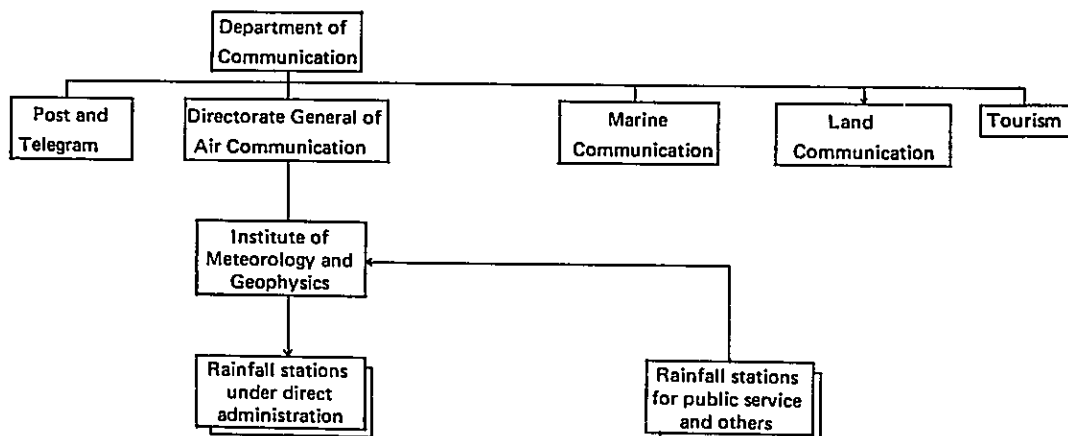 Department of
Communication
Post and
Telegram
Directorate General of
Air Communication
Marine
Communication
Land
Communication
Tourism
Institute of
Meteorology and
Geophysics
Rainfall stations
under direct
administration
Rainfall stations
for public service
and others